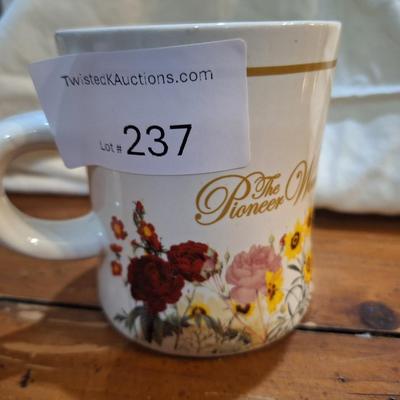 TwistedKAuctions.com
Lot # 237
The
Pioneer